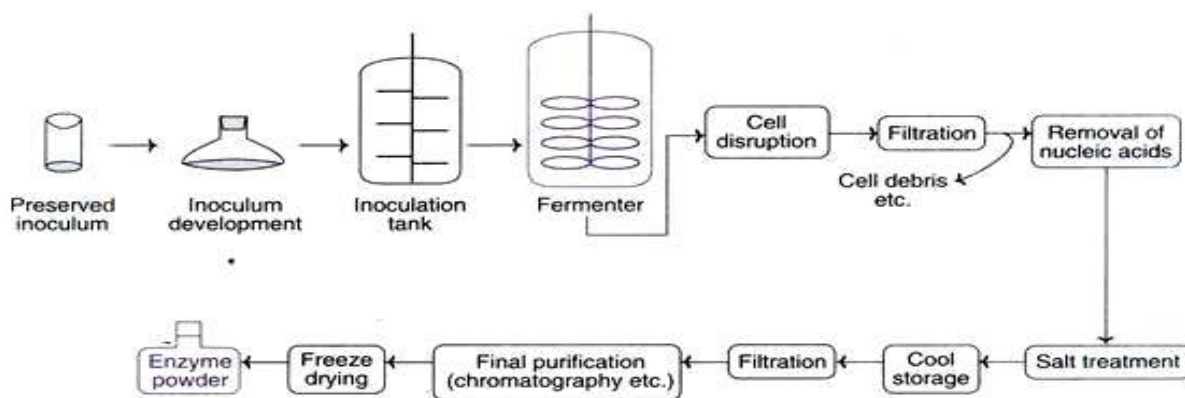 Preserved
inoculum
Inoculum
development
Inoculation
tank
Fermenter
Cell
disruption
Filtration
Cell debris
etc.
Removal of
nucleic acids
Enzyme
powder
Freeze
drying
Final purification
(chromatography etc.)
Filtration
Cool
storage
Salt treatment